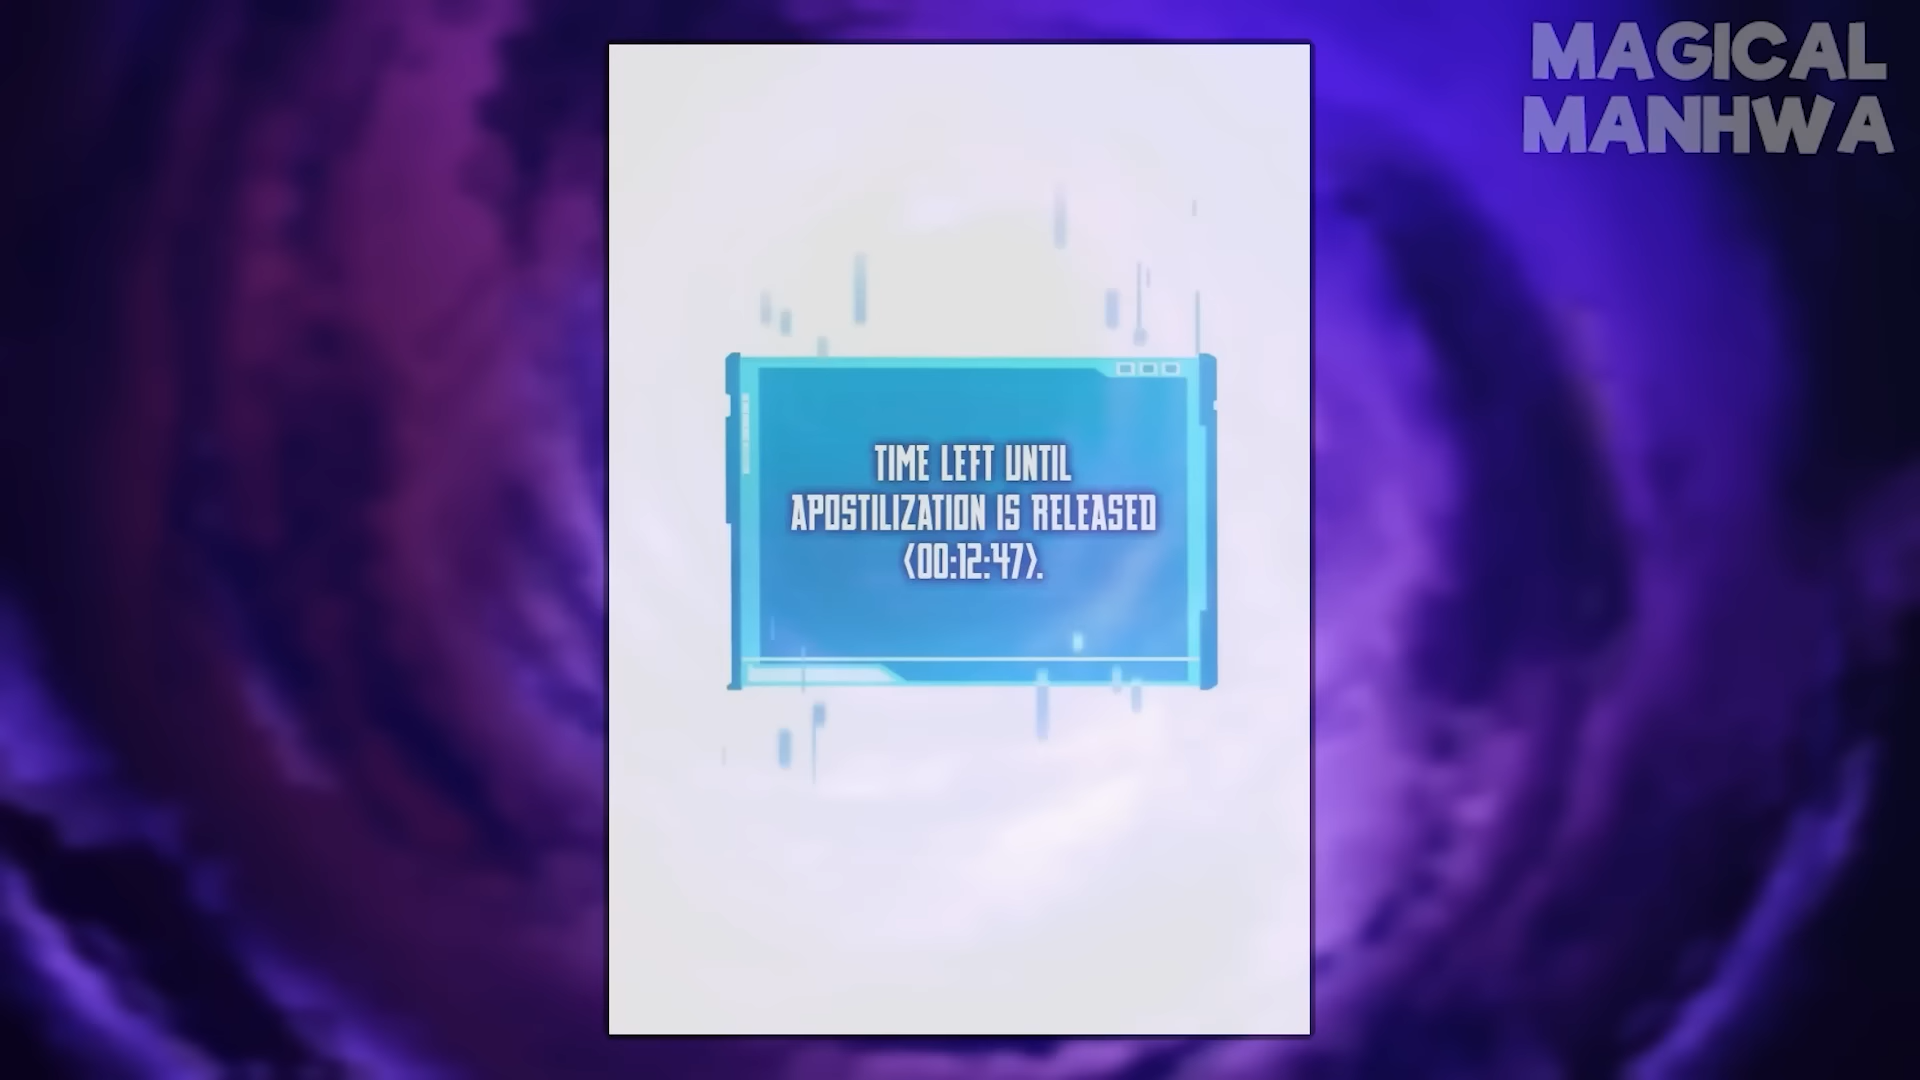 MAGICAL
MANHWA
TIME LEFT UNTIL
APOSTILIZATION IS RELEASED
<00:12:47>.